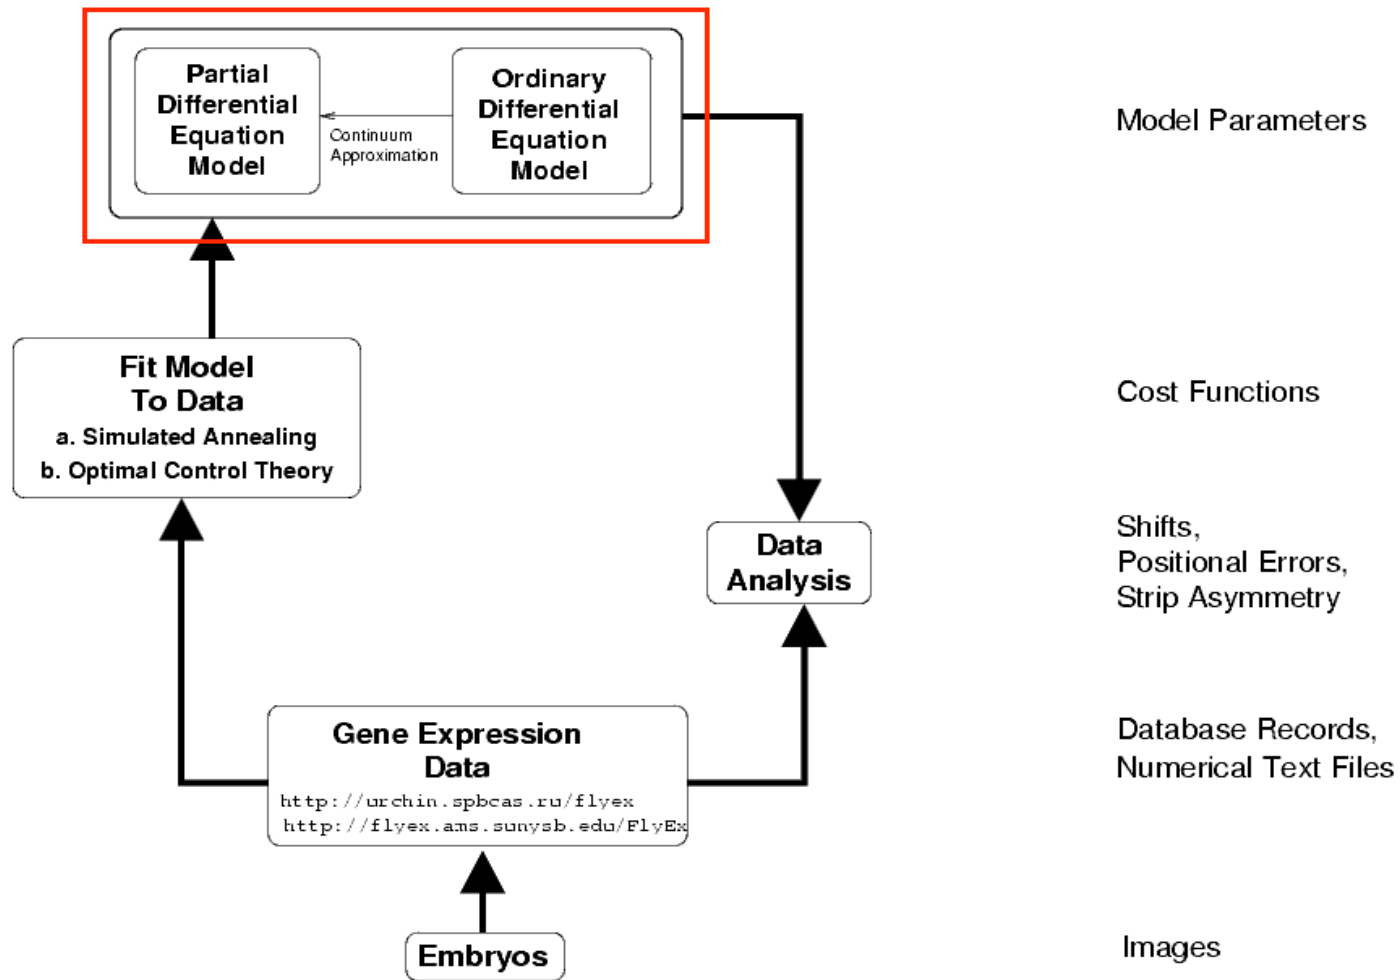 Partial
Differential
Equation
Model
Continuum
Approximation
Ordinary
Differential
Equation
Model
Model Parameters
Fit Model
To Data
a. Simulated Annealing
b. Optimal Control Theory
Cost Functions
Data
Analysis
Shifts,
Positional Errors,
Strip Asymmetry
Gene Expression
Data
http://urchin.spbcas.ru/flyex
http://flyex.ams.sunysb.edu/FlyEx
Database Records,
Numerical Text Files
Embryos
Images